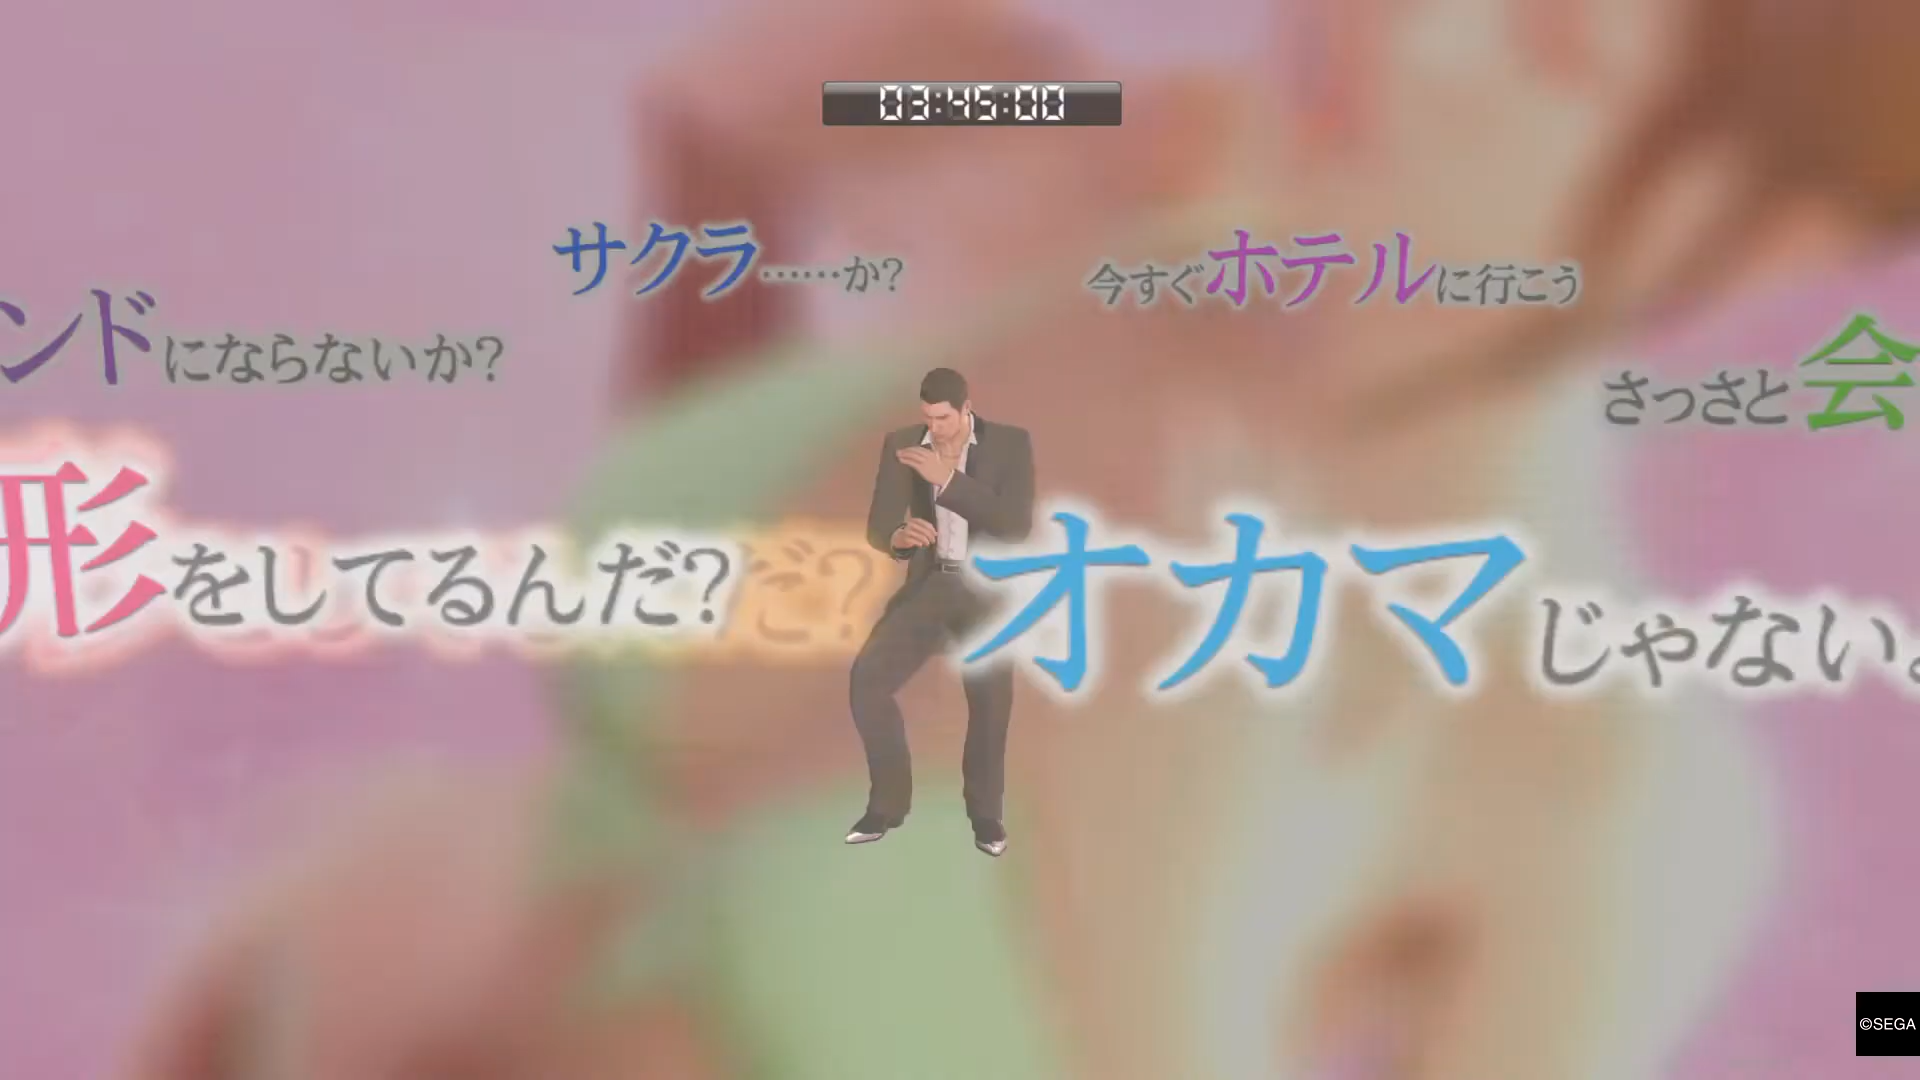 03:45:00
サクラ……か?
今すぐホテルに行こう
ンドにならないか?
さっさと会
形をしてるんだ?
だ?
オカマじゃない
©SEGA